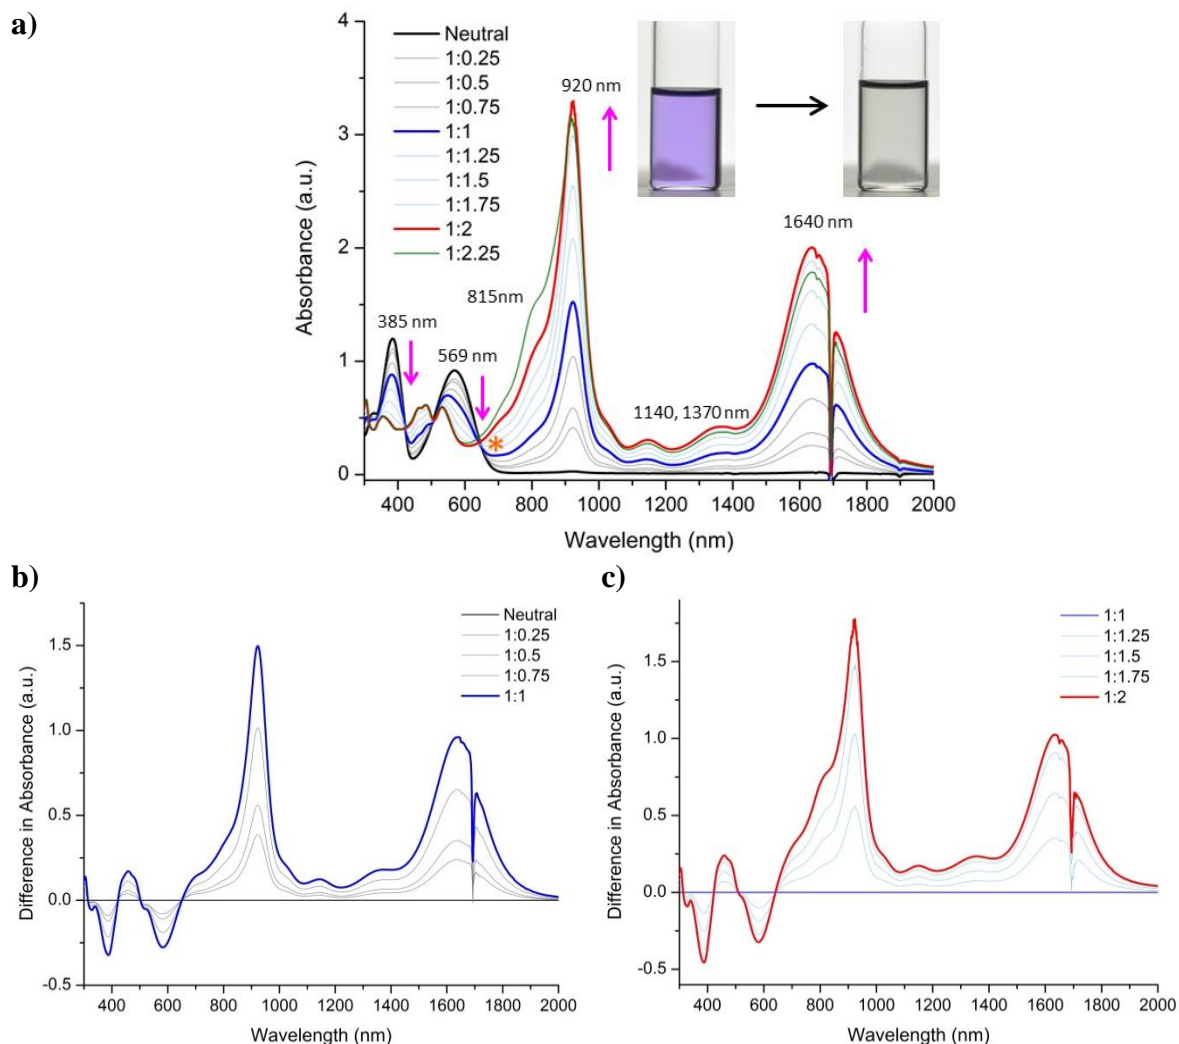 a)
4
3
2
1
0
Absorbance (a.u.)
Neutral
1:0.25
1:0.5
1:0.75
1:1
1:1.25
1:1.5
1:1.75
1:2
1:2.25
385 nm
569 nm
815nm
920 nm
1140, 1370 nm
1640 nm
*
400 600 800 1000 1200 1400 1600 1800 2000
Wavelength (nm)
b)
1.5
1.0
0.5
0.0
-0.5
Difference in Absorbance (a.u.)
Neutral
1:0.25
1:0.5
1:0.75
1:1
400 600 800 1000 1200 1400 1600 1800 2000
Wavelength (nm)
c)
1.5
1.0
0.5
0.0
-0.5
Difference in Absorbance (a.u.)
1:1
1:1.25
1:1.5
1:1.75
1:2
400 600 800 1000 1200 1400 1600 1800 2000
Wavelength (nm)